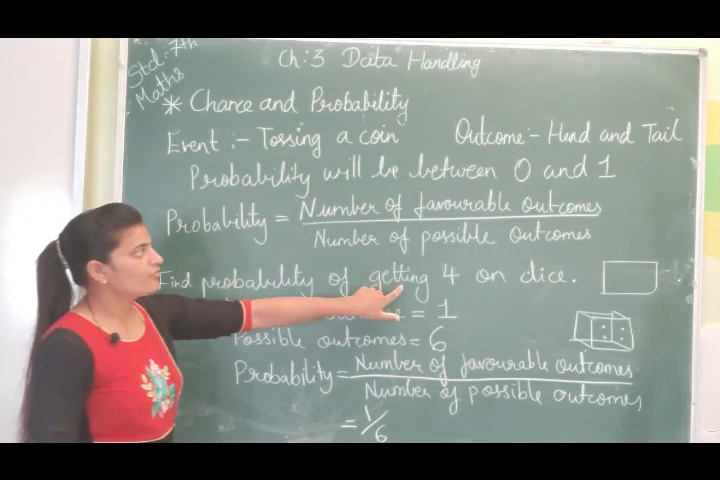 Std : 7th
: Maths
Ch : 3 Data Handling
* Chance and Probability
Event :- Tossing a coin Outcome :- Head and Tail
Probability will be between 0 and 1
Probability = Number of favourable outcomes
Number of possible outcomes
Find probability of getting 4 on dice.
= 1
Possible outcomes = 6
Probability = Number of favourable outcomes
Number of possible outcomes
= 1/6